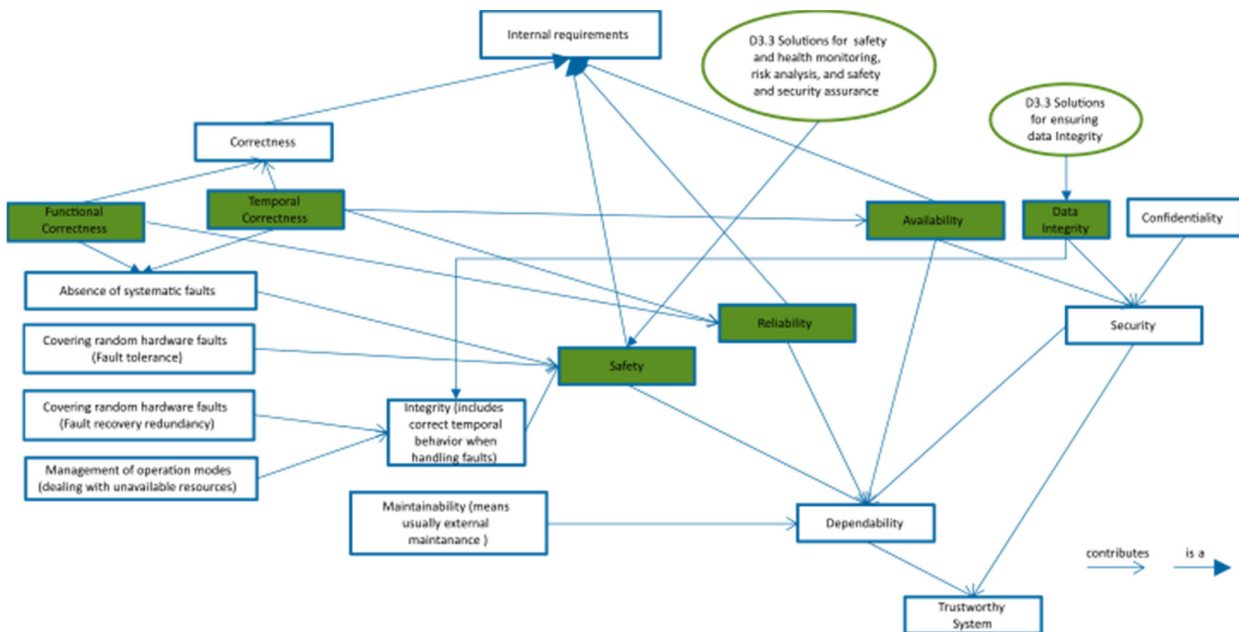 Internal requirements
D3.3 Solutions for safety
and health monitoring,
risk analysis, and safety
and security assurance
D3.3 Solutions
for ensuring
data Integrity
Correctness
Functional
Correctness
Temporal
Correctness
Availability
Data
Integrity
Confidentiality
Absence of systematic faults
Reliability
Security
Covering random hardware faults
(Fault tolerance)
Safety
Covering random hardware faults
(Fault recovery redundancy)
Integrity (includes
correct temporal
behavior when
handling faults)
Management of operation modes
(dealing with unavailable resources)
Maintainability (means
usually external
maintanance )
Dependability
contributes
is a
Trustworthy
System